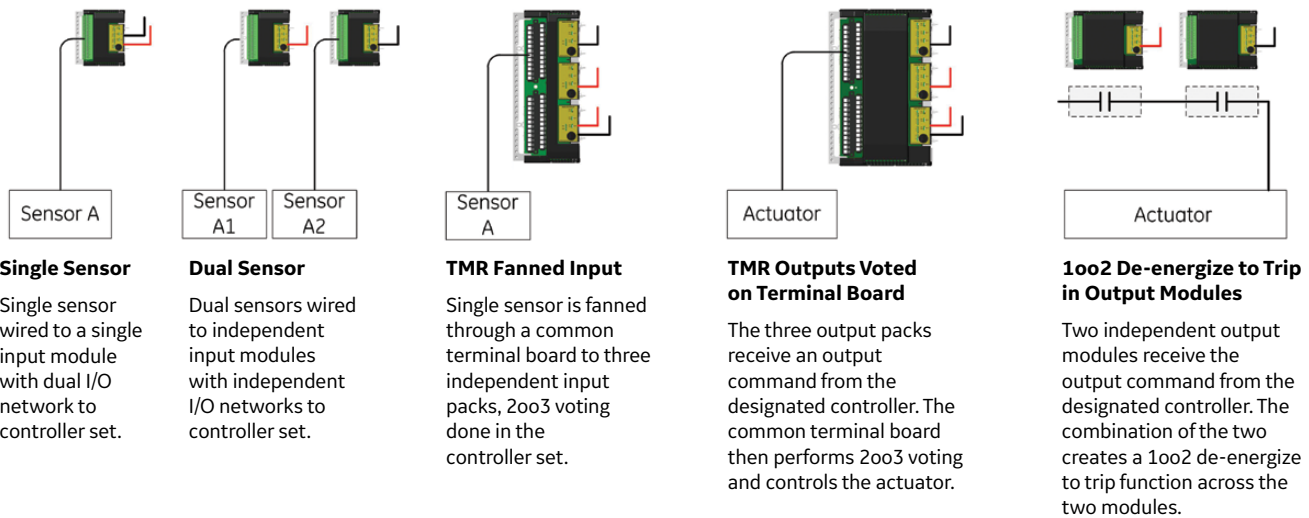 Sensor A
Sensor
A1
Sensor
A2
Sensor
A
Actuator
Actuator
Single Sensor
Single sensor
wired to a single
input module
with dual I/O
network to
controller set.
Dual Sensor
Dual sensors wired
to independent
input modules
with independent
I/O networks to
controller set.
TMR Fanned Input
Single sensor is fanned
through a common
terminal board to three
independent input
packs, 2oo3 voting
done in the
controller set.
TMR Outputs Voted
on Terminal Board
The three output packs
receive an output
command from the
designated controller. The
common terminal board
then performs 2oo3 voting
and controls the actuator.
1oo2 De-energize to Trip
in Output Modules
Two independent output
modules receive the
output command from the
designated controller. The
combination of the two
creates a 1oo2 de-energize
to trip function across the
two modules.